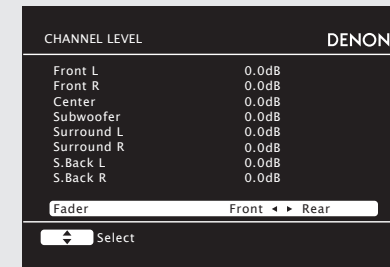 CHANNEL LEVEL DENON
Front L 0.0dB
Front R 0.0dB
Center 0.0dB
Subwoofer 0.0dB
Surround L 0.0dB
Surround R 0.0dB
S.Back L 0.0dB
S.Back R 0.0dB
Fader Front ◄ ► Rear
Select